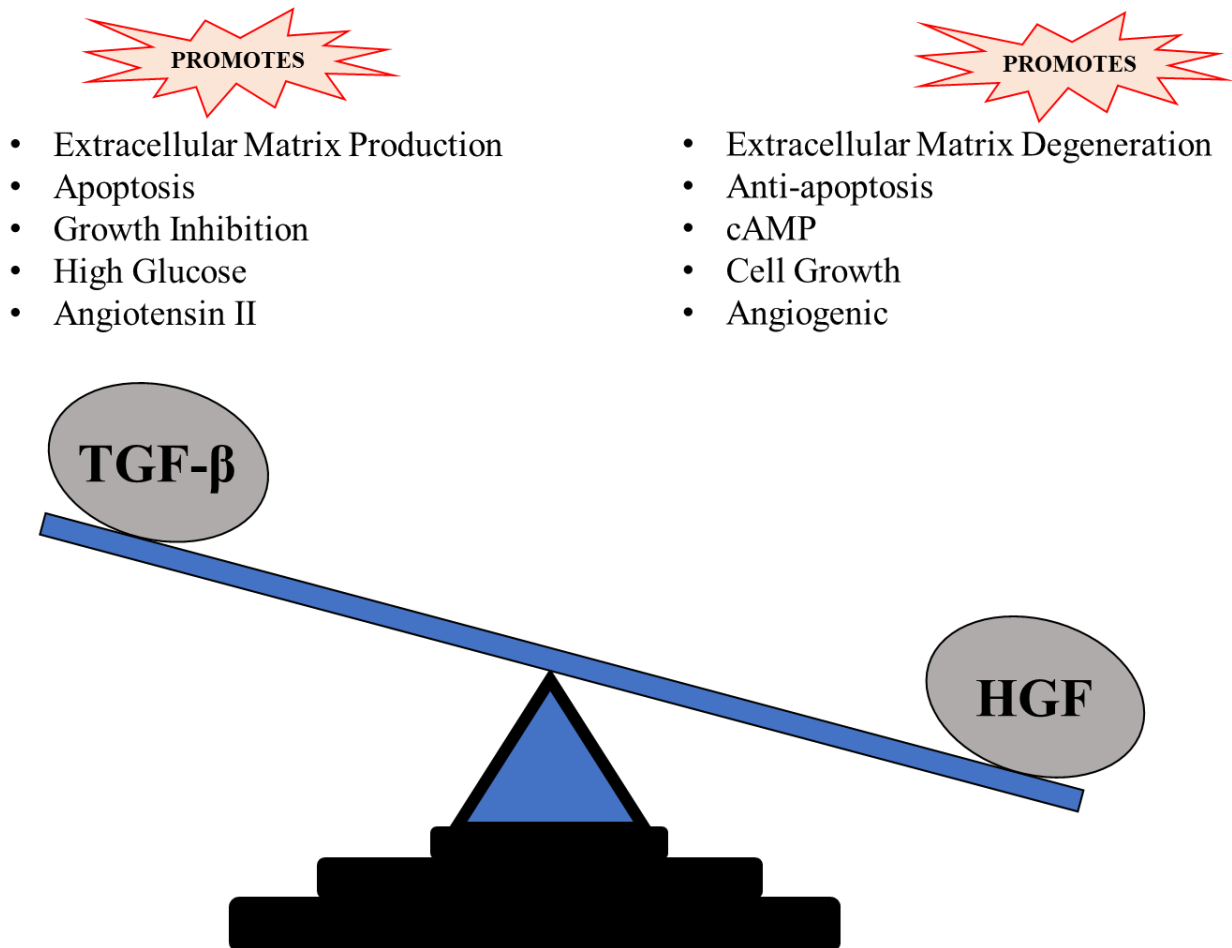 PROMOTES
• Extracellular Matrix Production
• Apoptosis
• Growth Inhibition
• High Glucose
• Angiotensin II
PROMOTES
• Extracellular Matrix Degeneration
• Anti-apoptosis
• cAMP
• Cell Growth
• Angiogenic
TGF-β
HGF